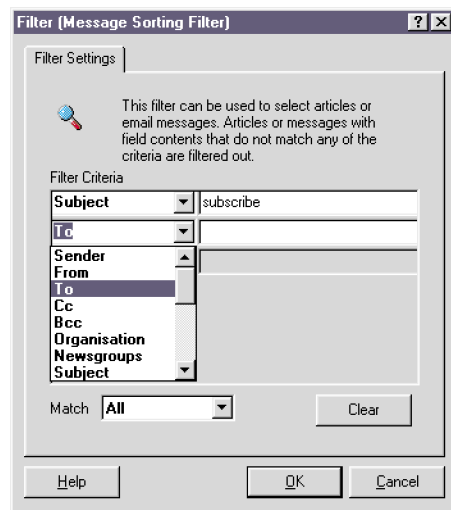 Filter (Message Sorting Filter)
Filter Settings
This filter can be used to select articles or
email messages. Articles or messages with
field contents that do not match any of the
criteria are filtered out.
Filter Criteria
Subject subscribe
To
Sender
From
To
Cc
Bcc
Organisation
Newsgroups
Subject
Match All Clear
Help OK Cancel